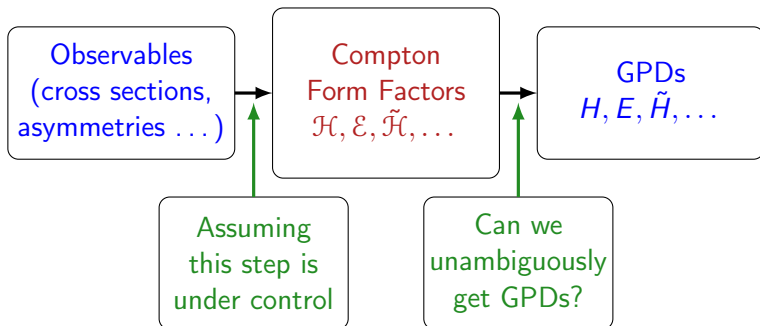 Observables
(cross sections,
asymmetries . . . )
Compton
Form Factors
ℋ, ℰ, ℋ̃, . . .
GPDs
H, E, H̃, . . .
Assuming
this step is
under control
Can we
unambiguously
get GPDs?